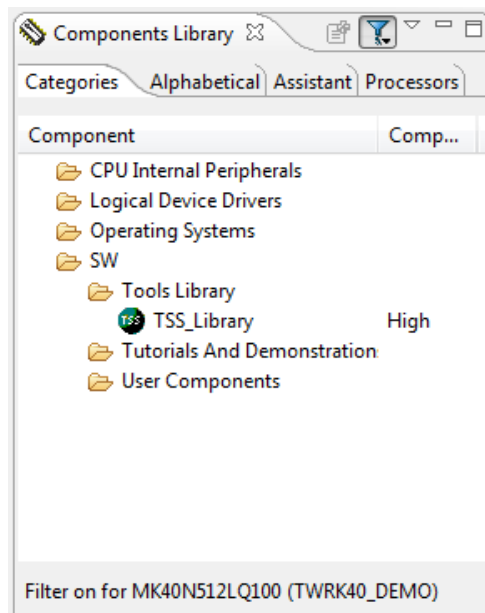 Components Library
Categories Alphabetical Assistant Processors
Component Comp...
CPU Internal Peripherals
Logical Device Drivers
Operating Systems
SW
Tools Library
TSS TSS_Library High
Tutorials And Demonstration
User Components
Filter on for MK40N512LQ100 (TWRK40_DEMO)